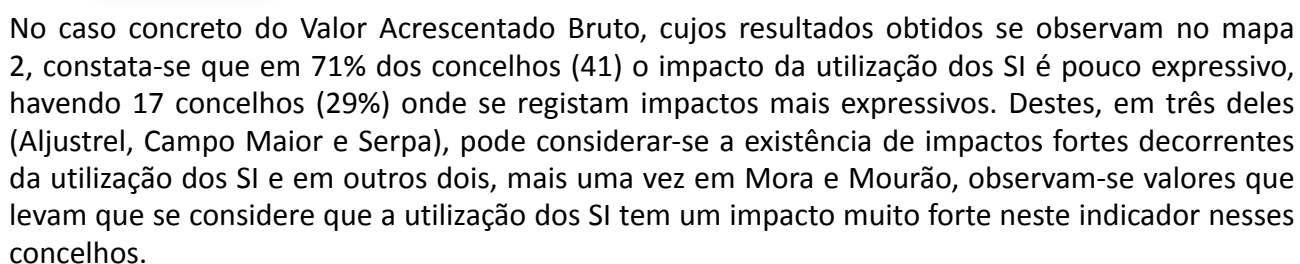 No caso concreto do Valor Acrescentado Bruto, cujos resultados obtidos se observam no mapa
2, constata-se que em 71% dos concelhos (41) o impacto da utilização dos SI é pouco expressivo,
havendo 17 concelhos (29%) onde se registam impactos mais expressivos. Destes, em três deles
(Aljustrel, Campo Maior e Serpa), pode considerar-se a existência de impactos fortes decorrentes
da utilização dos SI e em outros dois, mais uma vez em Mora e Mourão, observam-se valores que
levam que se considere que a utilização dos SI tem um impacto muito forte neste indicador nesses
concelhos.